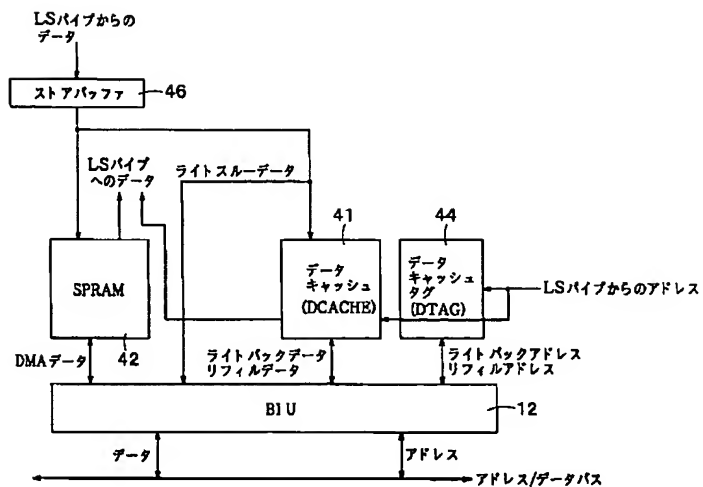 LSパイプからの
データ
ストアバッファ
46
LSパイプ
へのデータ
ライトスルーデータ
41
44
SPRAM
データ
キャッシュ
(DCACHE)
データ
キャッシュ
タグ
(DTAG)
LSパイプからのアドレス
42
DMAデータ
ライトバックデータ
リフィルデータ
ライトバックアドレス
リフィルアドレス
BIU
12
データ
アドレス
アドレス/データバス